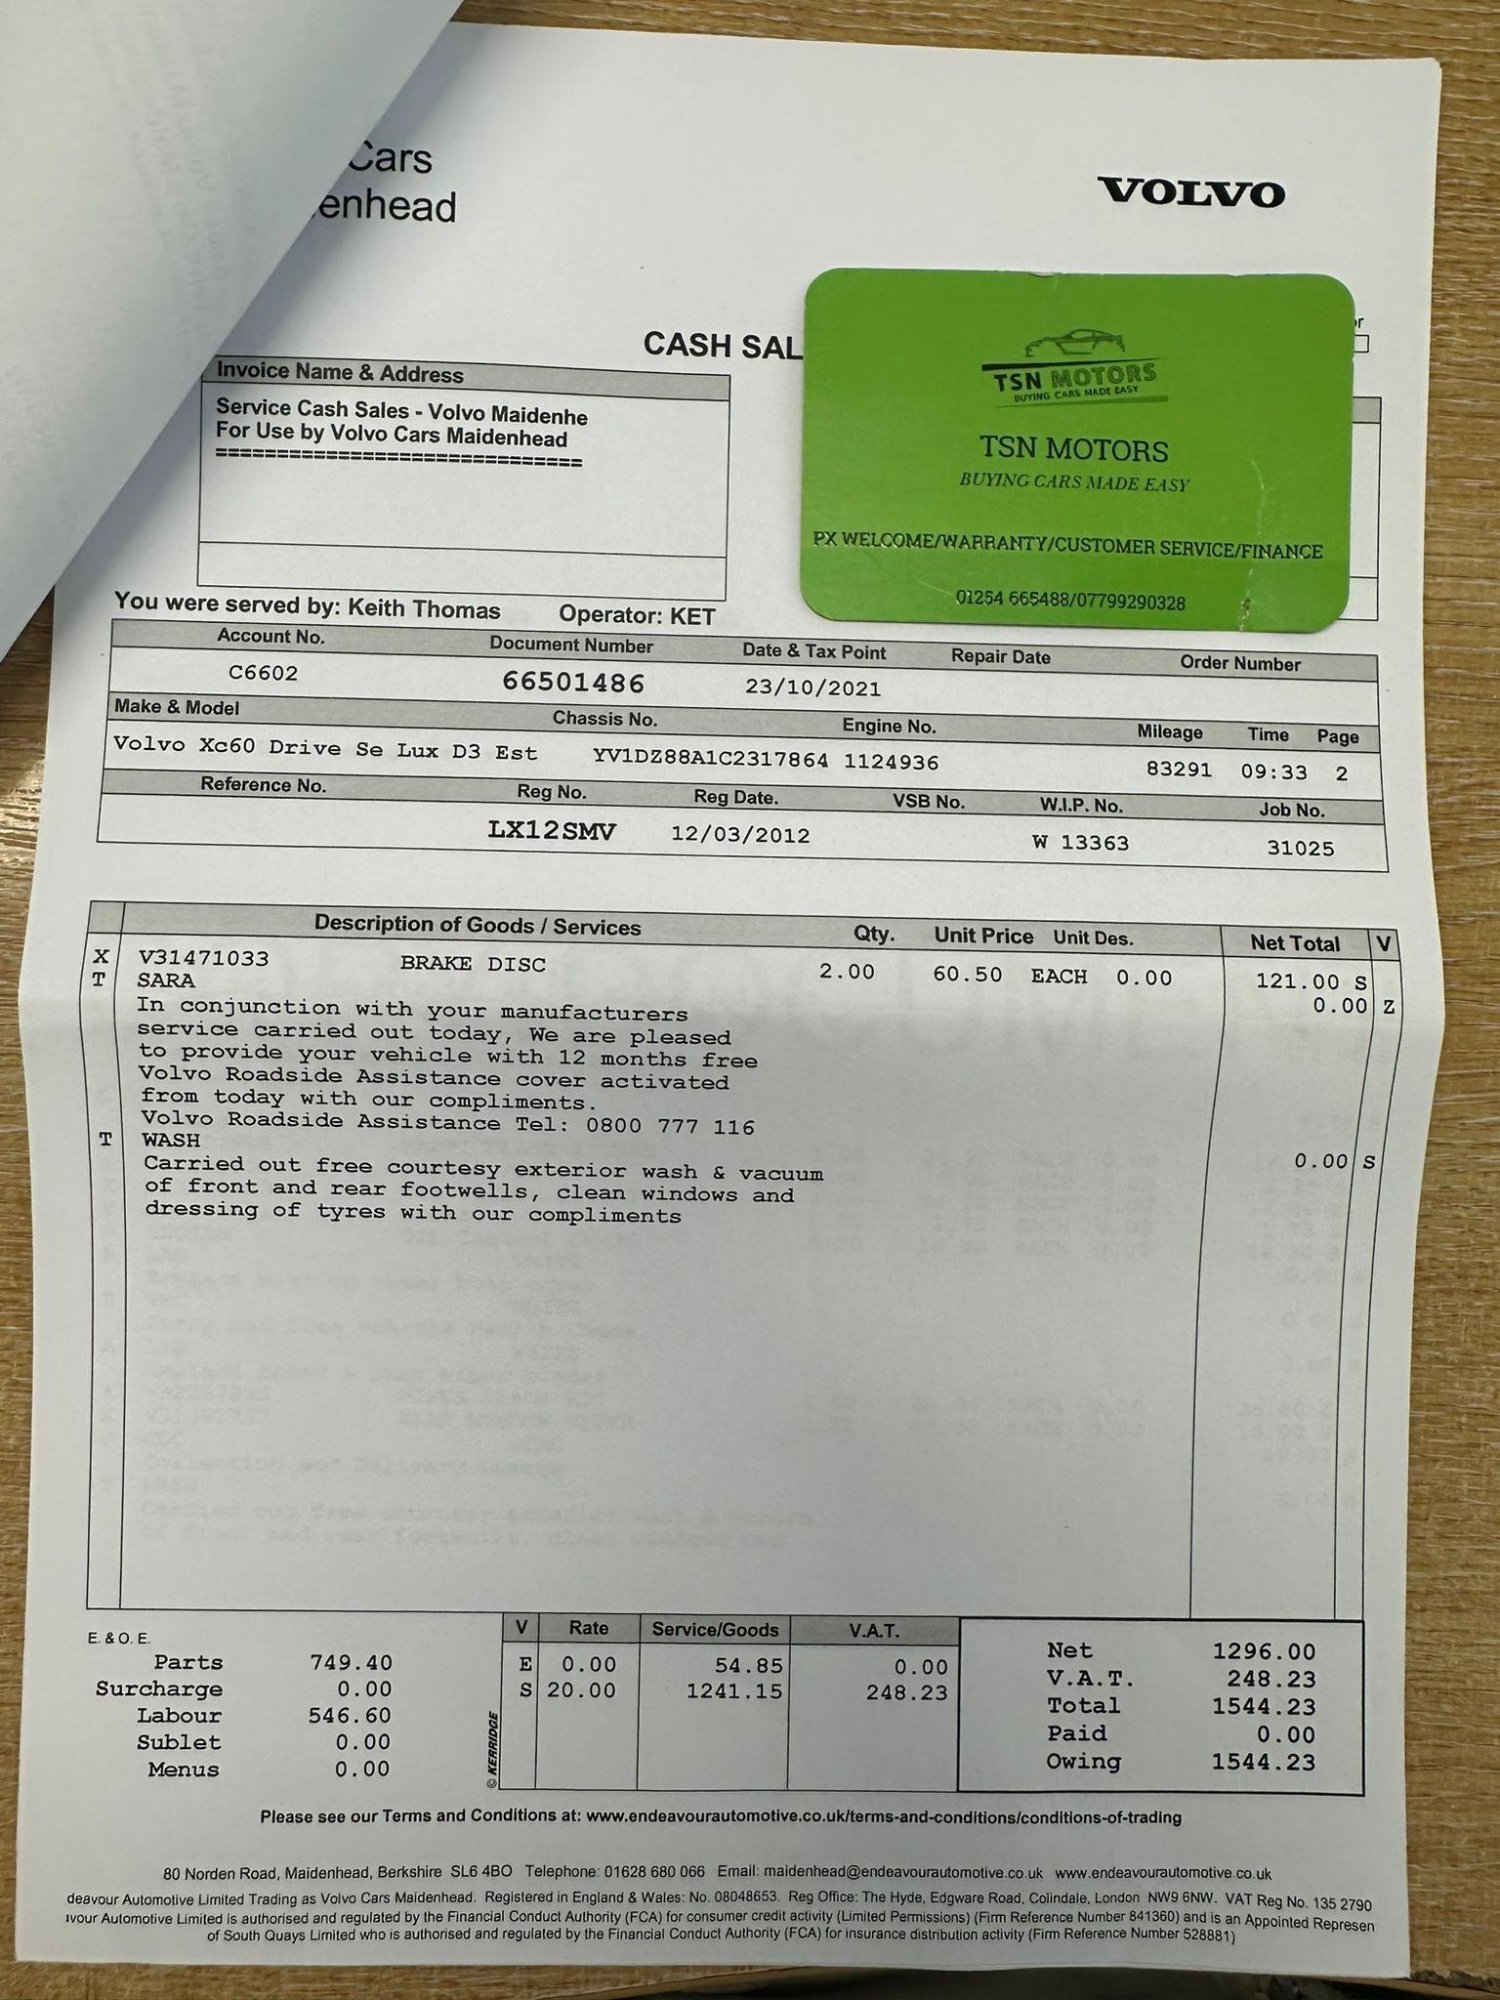 Cars
enhead
VOLVO
CASH SAL
TSN MOTORS
BUYING CARS MADE EASY
TSN MOTORS
BUYING CARS MADE EASY
PX WELCOME/WARRANTY/CUSTOMER SERVICE/FINANCE
01254 665488/07799290328
Invoice Name & Address
Service Cash Sales - Volvo Maidenhe
For Use by Volvo Cars Maidenhead
==============================
You were served by: Keith Thomas Operator: KET
Account No. Document Number Date & Tax Point Repair Date Order Number
C6602 66501486 23/10/2021
Make & Model Chassis No. Engine No. Mileage Time Page
Volvo Xc60 Drive Se Lux D3 Est YV1DZ88A1C2317864 1124936 83291 09:33 2
Reference No. Reg No. Reg Date. VSB No. W.I.P. No. Job No.
LX12SMV 12/03/2012 W 13363 31025
Description of Goods / Services Qty. Unit Price Unit Des. Net Total V
X V31471033 BRAKE DISC 2.00 60.50 EACH 0.00 121.00 S
T SARA 0.00 Z
In conjunction with your manufacturers
service carried out today, We are pleased
to provide your vehicle with 12 months free
Volvo Roadside Assistance cover activated
from today with our compliments.
Volvo Roadside Assistance Tel: 0800 777 116
T WASH 0.00 S
Carried out free courtesy exterior wash & vacuum
of front and rear footwells, clean windows and
dressing of tyres with our compliments
E. & O. E.
Parts 749.40
Surcharge 0.00
Labour 546.60
Sublet 0.00
Menus 0.00
© KERRIDGE
V Rate Service/Goods V.A.T.
E 0.00 54.85 0.00
S 20.00 1241.15 248.23
Net 1296.00
V.A.T. 248.23
Total 1544.23
Paid 0.00
Owing 1544.23
Please see our Terms and Conditions at: www.endeavourautomotive.co.uk/terms-and-conditions/conditions-of-trading
80 Norden Road, Maidenhead, Berkshire SL6 4BO Telephone: 01628 680 066 Email: maidenhead@endeavourautomotive.co.uk www.endeavourautomotive.co.uk
deavour Automotive Limited Trading as Volvo Cars Maidenhead. Registered in England & Wales: No. 08048653. Reg Office: The Hyde, Edgware Road, Colindale, London NW9 6NW. VAT Reg No. 135 2790
vour Automotive Limited is authorised and regulated by the Financial Conduct Authority (FCA) for consumer credit activity (Limited Permissions) (Firm Reference Number 841360) and is an Appointed Represen
of South Quays Limited who is authorised and regulated by the Financial Conduct Authority (FCA) for insurance distribution activity (Firm Reference Number 528881)